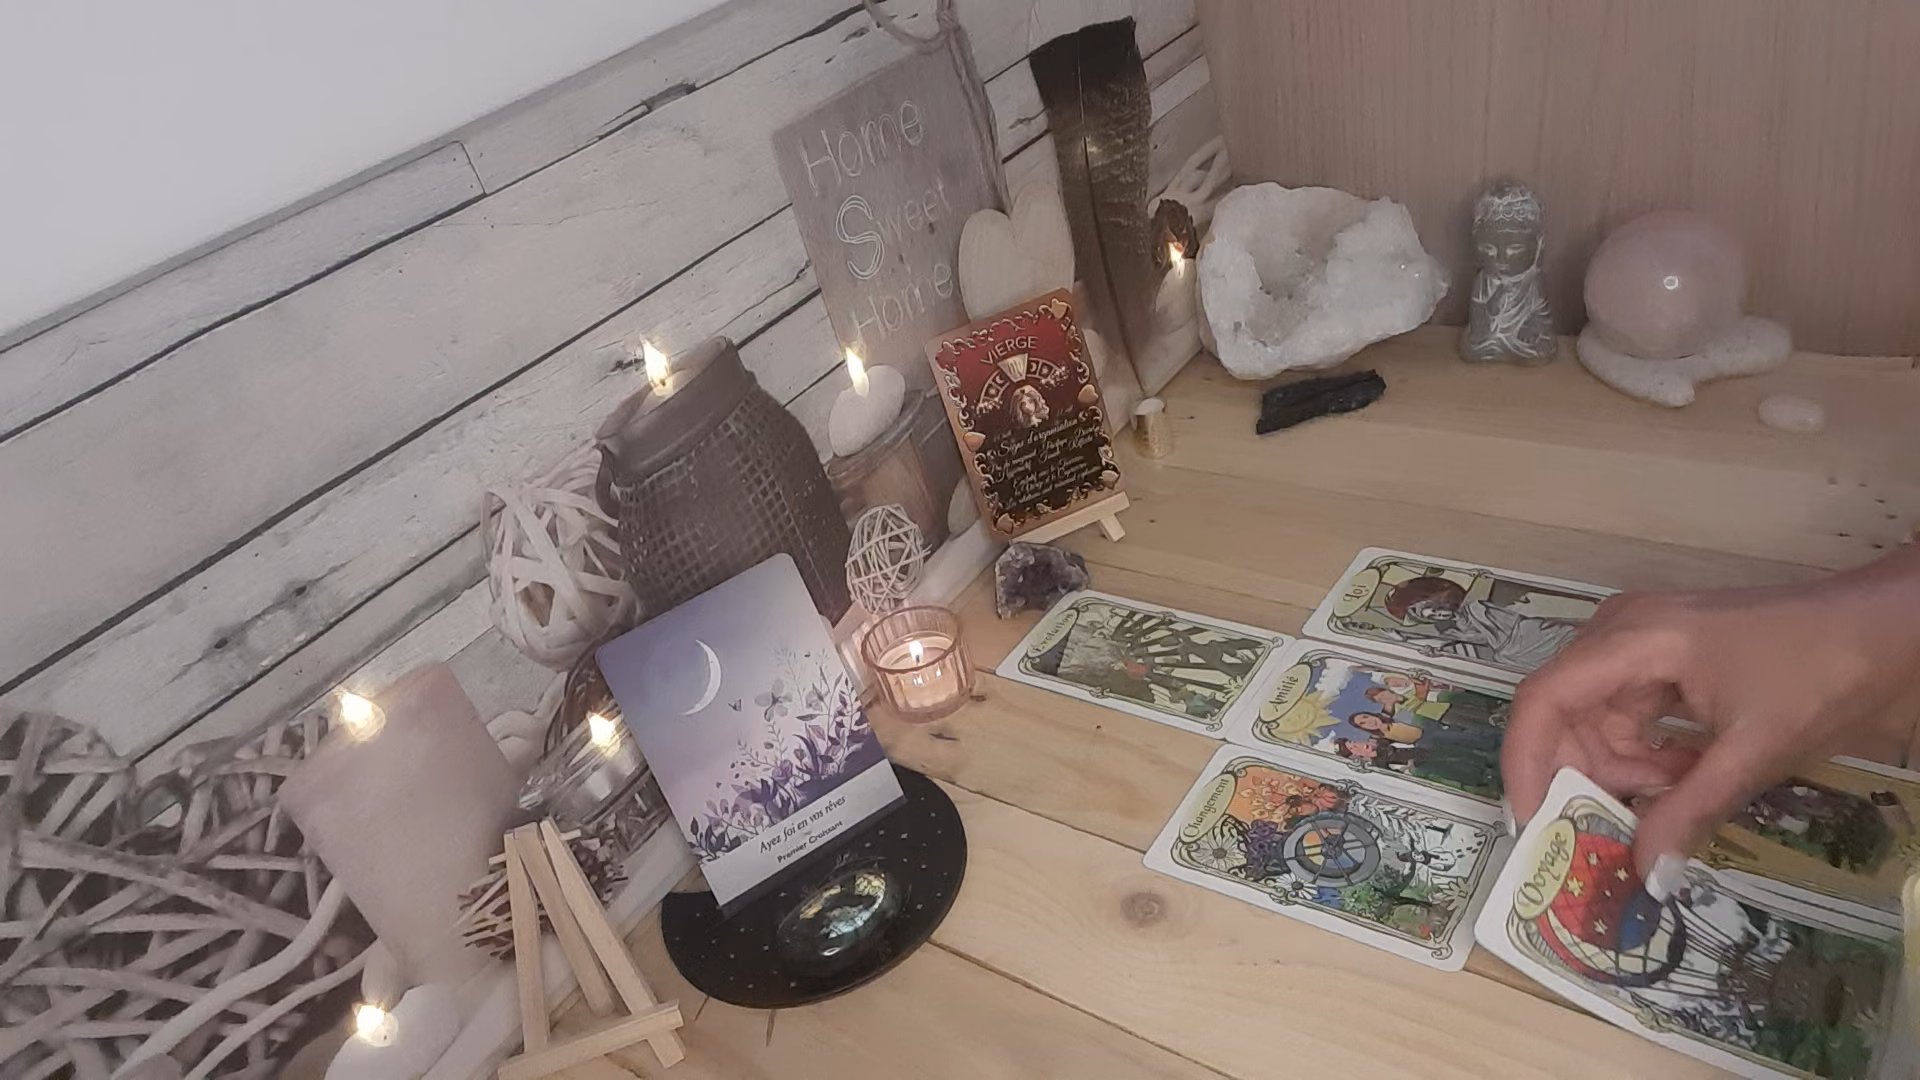 Home
Sweet
Home
VIERGE
Signe d'organisation
Ayez foi en vos rêves
Premier Croissant
Evolution
Loi
Amitié
Changement
Voyage